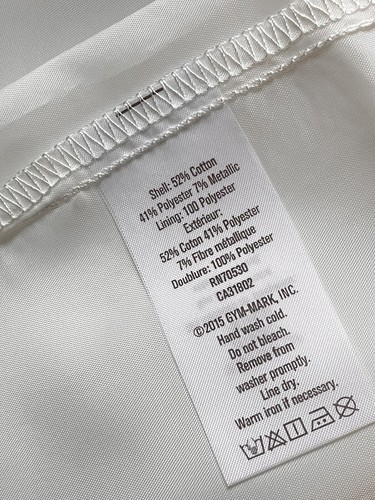 Shell: 52% Cotton
41% Polyester 7% Metallic
Lining: 100 Polyester
Extérieur:
52% Coton 41% Polyester
7% Fibre métallique
Doublure: 100% Polyester
RN70530
CA31802
©2015 GYM-MARK, INC.
Hand wash cold.
Do not bleach.
Remove from
washer promptly.
Line dry.
Warm iron if necessary.